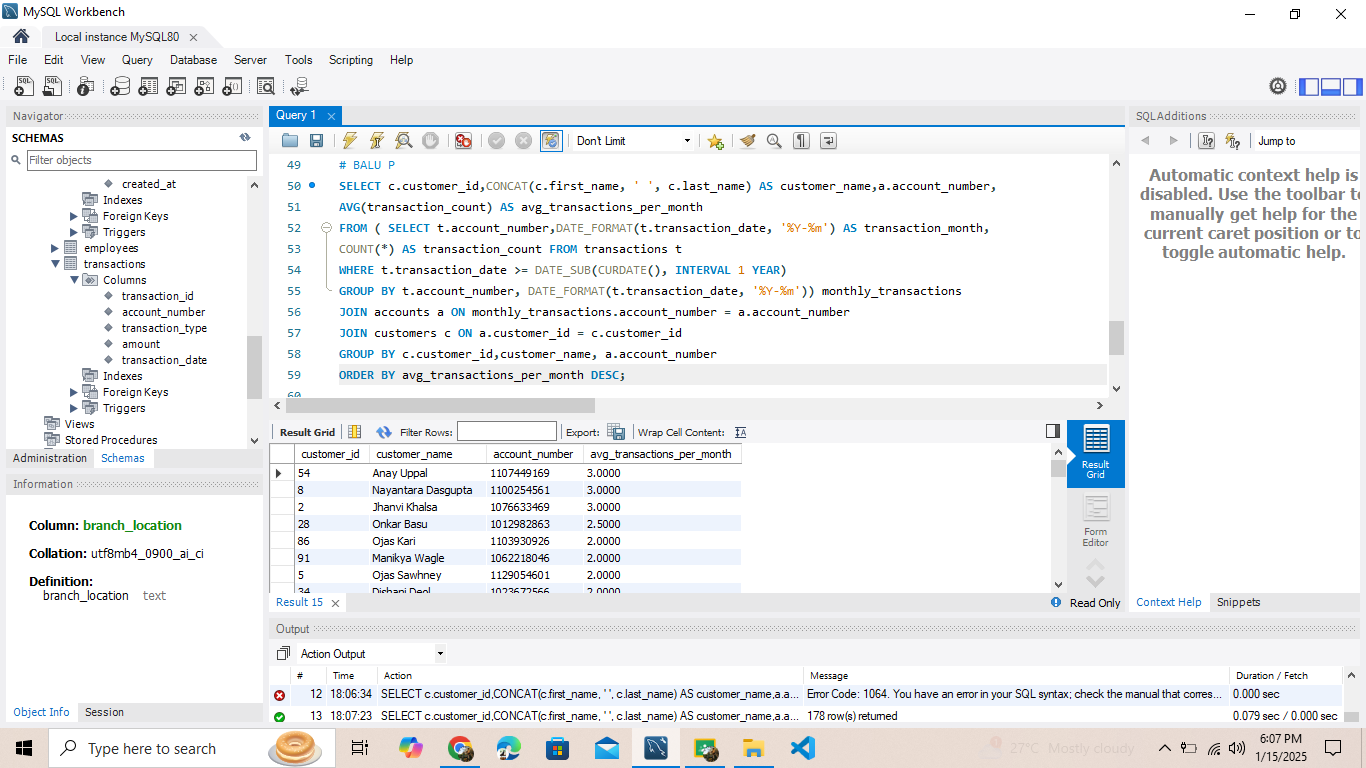 MySQL Workbench
Local instance MySQL80
File Edit View Query Database Server Tools Scripting Help
Navigator
SCHEMAS
Filter objects
created_at
Indexes
Foreign Keys
Triggers
employees
transactions
Columns
transaction_id
account_number
transaction_type
amount
transaction_date
Indexes
Foreign Keys
Triggers
Views
Stored Procedures
Administration Schemas
Information
Column: branch_location
Collation: utf8mb4_0900_ai_ci
Definition:
branch_location text
Object Info Session
Query 1
Don't Limit
49 # BALU P
50 SELECT c.customer_id,CONCAT(c.first_name, ' ', c.last_name) AS customer_name,a.account_number,
51 AVG(transaction_count) AS avg_transactions_per_month
52 FROM ( SELECT t.account_number,DATE_FORMAT(t.transaction_date, '%Y-%m') AS transaction_month,
53 COUNT(*) AS transaction_count FROM transactions t
54 WHERE t.transaction_date >= DATE_SUB(CURDATE(), INTERVAL 1 YEAR)
55 GROUP BY t.account_number, DATE_FORMAT(t.transaction_date, '%Y-%m')) monthly_transactions
56 JOIN accounts a ON monthly_transactions.account_number = a.account_number
57 JOIN customers c ON a.customer_id = c.customer_id
58 GROUP BY c.customer_id,customer_name, a.account_number
59 ORDER BY avg_transactions_per_month DESC;
60
Result Grid Filter Rows: Export: Wrap Cell Content:
customer_id customer_name account_number avg_transactions_per_month
54 Anay Uppal 1107449169 3.0000
8 Nayantara Dasgupta 1100254561 3.0000
2 Jhanvi Khalsa 1076633469 3.0000
28 Onkar Basu 1012982863 2.5000
86 Ojas Kari 1103930926 2.0000
91 Manikya Wagle 1062218046 2.0000
5 Ojas Sawhney 1129054601 2.0000
34 Dishani Deol 1023672566 2.0000
Result
Grid
Form
Editor
Result 15
Read Only
SQLAdditions
Jump to
Automatic context help is
disabled. Use the toolbar to
manually get help for the
current caret position or to
toggle automatic help.
Context Help Snippets
Output
Action Output
# Time Action Message Duration / Fetch
12 18:06:34 SELECT c.customer_id,CONCAT(c.first_name, ' ', c.last_name) AS customer_name,a.a... Error Code: 1064. You have an error in your SQL syntax; check the manual that corres... 0.000 sec
13 18:07:23 SELECT c.customer_id,CONCAT(c.first_name, ' ', c.last_name) AS customer_name,a.a... 178 row(s) returned 0.079 sec / 0.000 sec
Type here to search
27°C Mostly cloudy
6:07 PM
1/15/2025